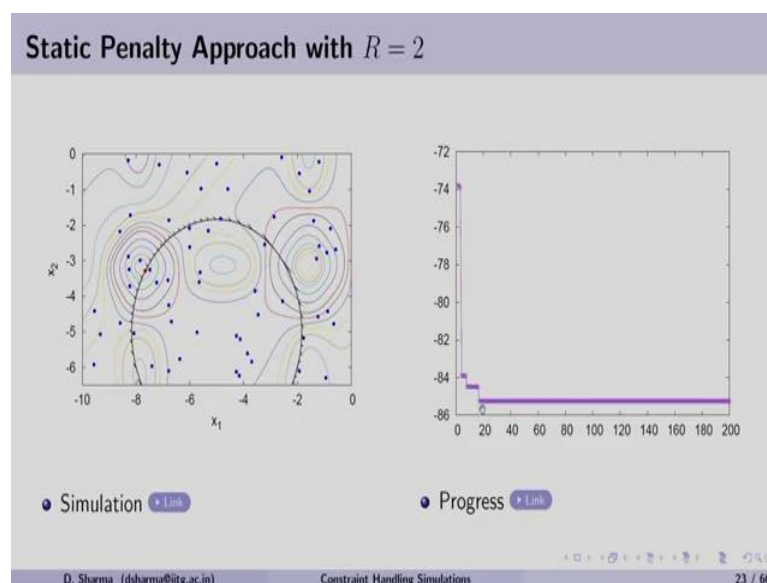 Static Penalty Approach with R = 2
0
-1
-2
-3
-4
-5
-6
x2
-10 -8 -6 -4 -2 0
x1
-72
-74
-76
-78
-80
-82
-84
-86
0 20 40 60 80 100 120 140 160 180 200
Simulation Link
Progress Link
D. Sharma (dsharma@iitg.ac.in) Constraint Handling Simulations 23 /